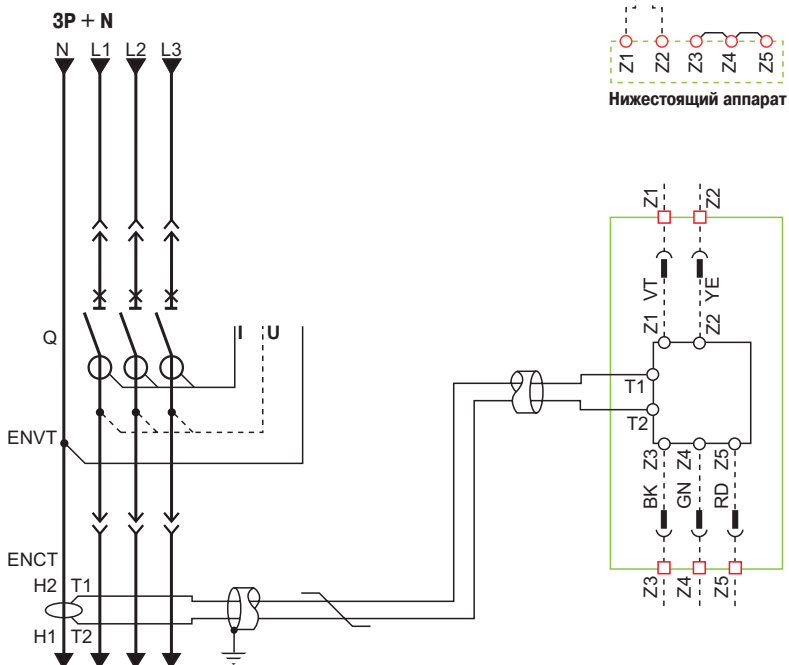 3P + N
N L1 L2 L3
Z1 Z2 Z3 Z4 Z5
Нижестоящий аппарат
Z1 Z2
VT YE
Z1 Z2
I U
Q
T1
T2
ENVT
Z3 Z4 Z5
BK GN RD
ENCT
H2 T1
H1 T2
Z3 Z4 Z5